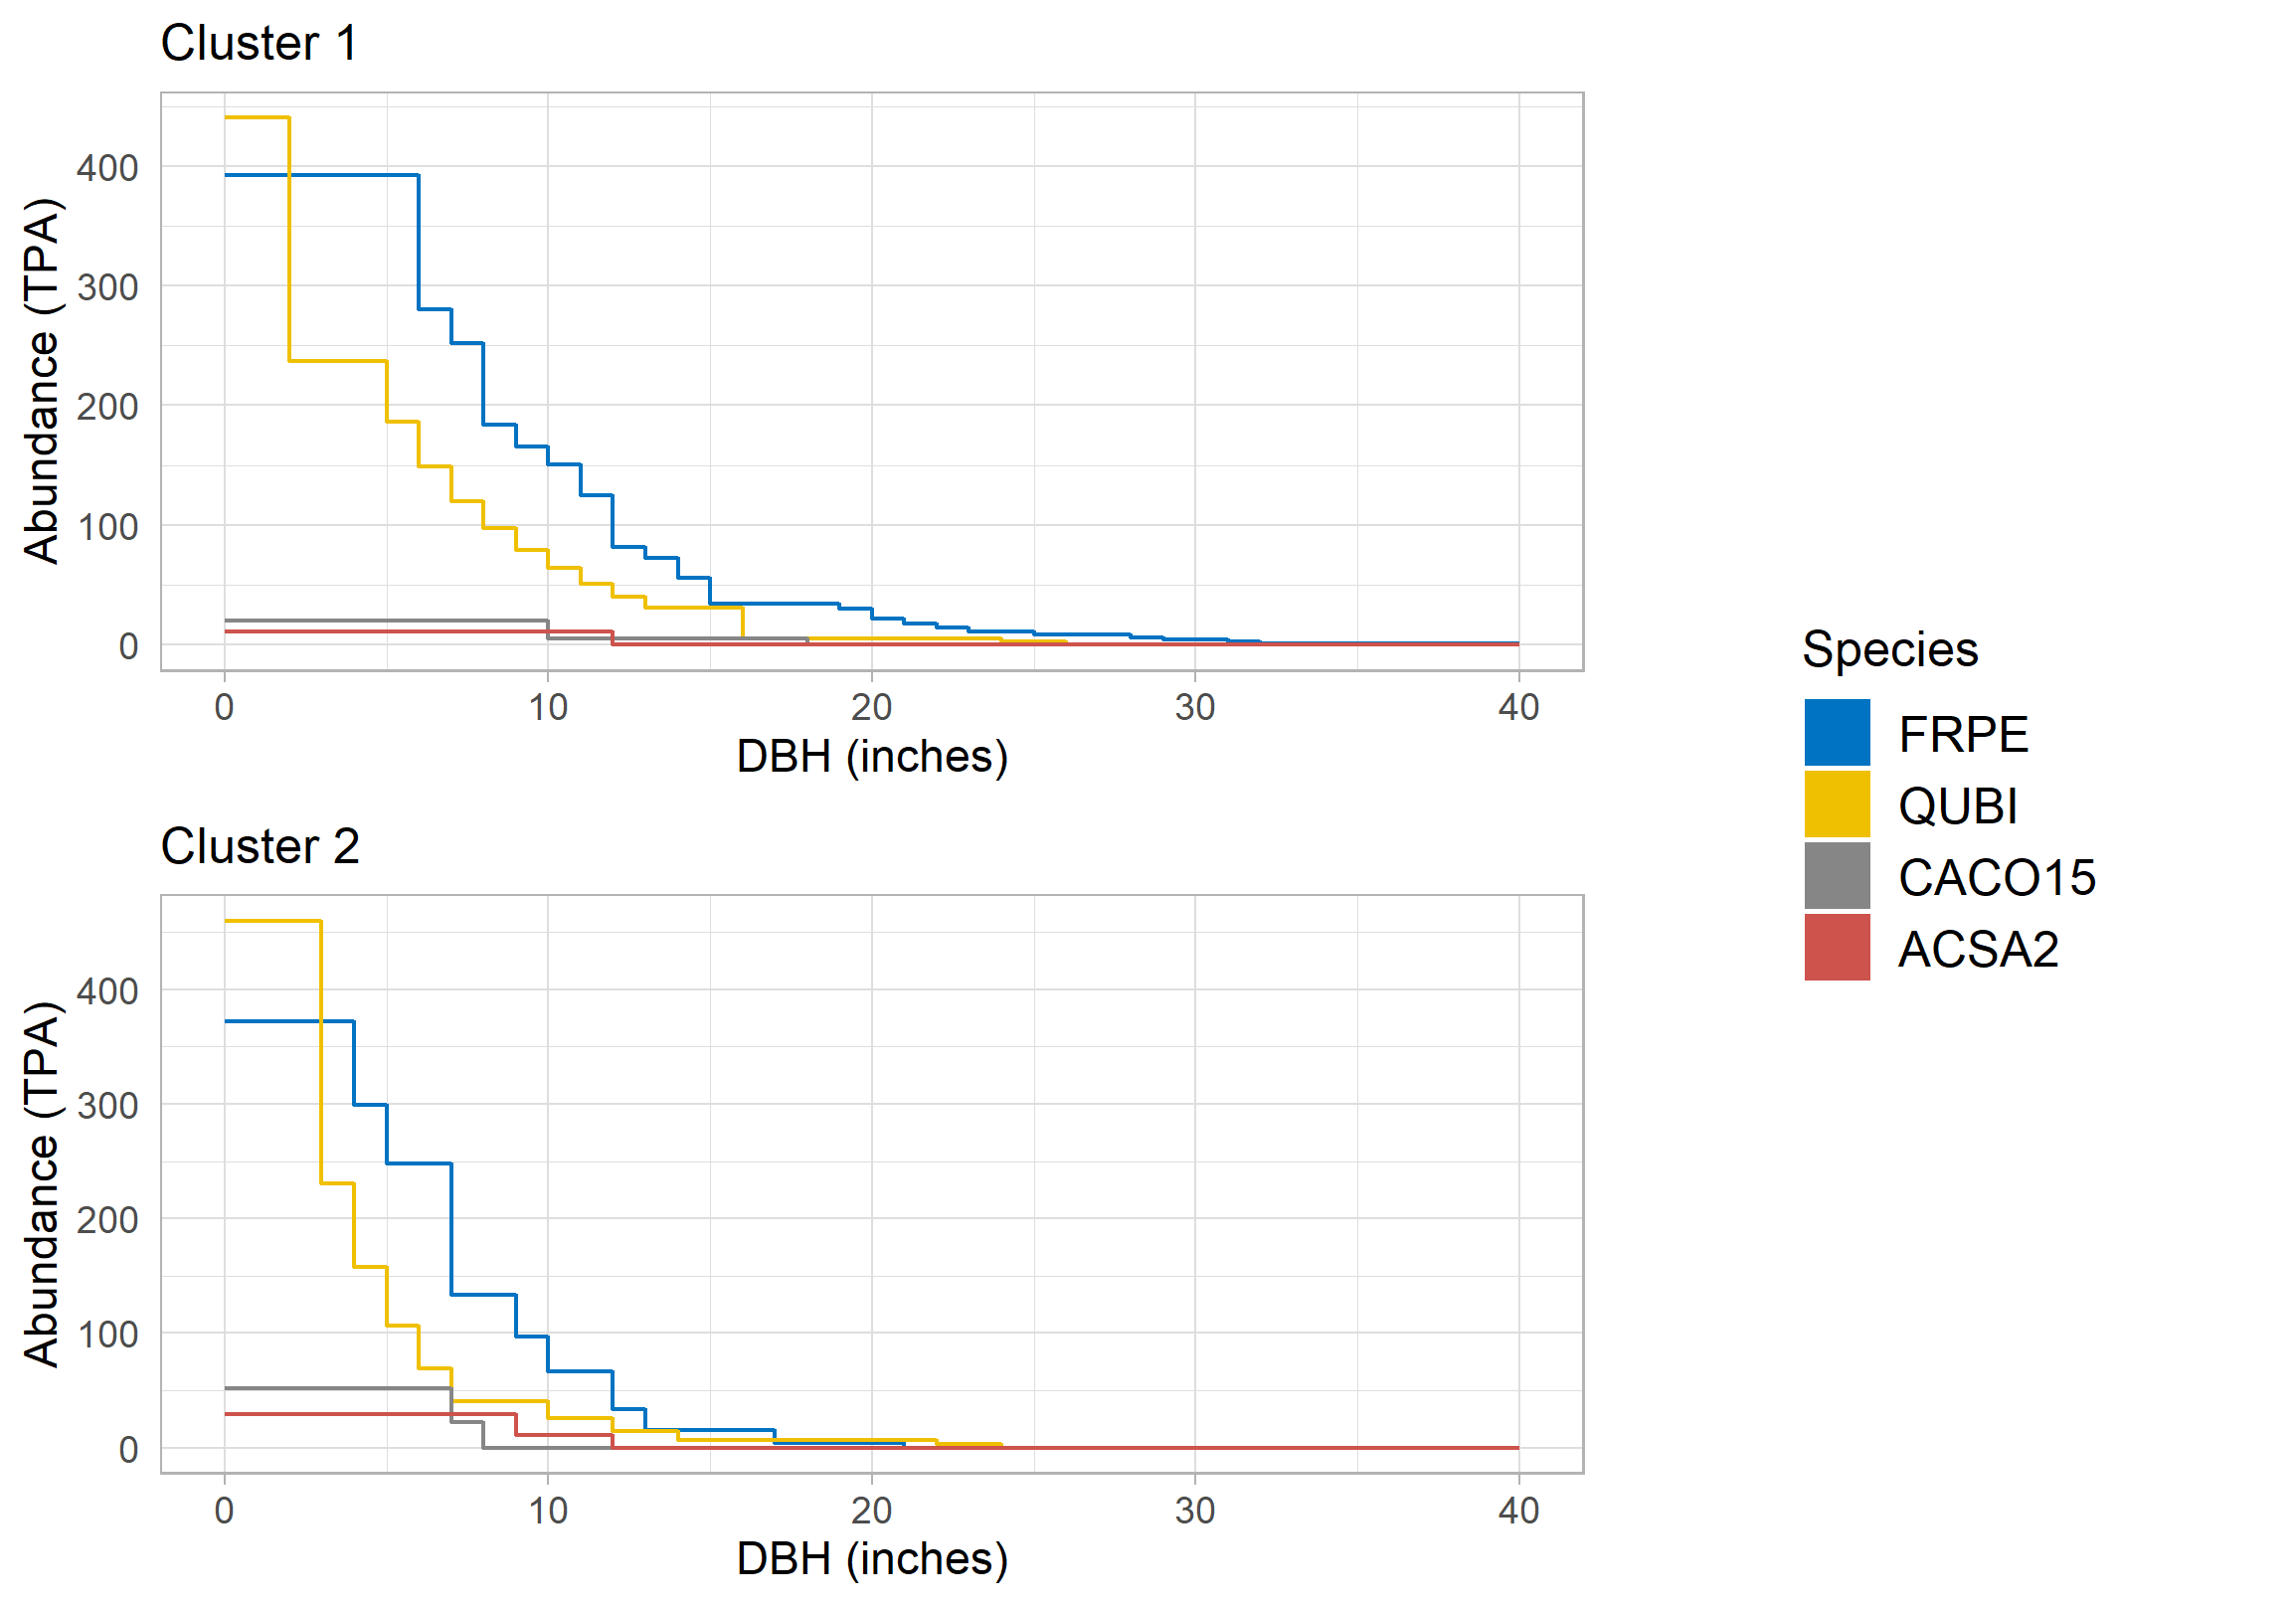 Cluster 1
Abundance (TPA)
400
300
200
100
0
0 10 20 30 40
DBH (inches)
Cluster 2
Abundance (TPA)
400
300
200
100
0
0 10 20 30 40
DBH (inches)
Species
FRPE
QUBI
CACO15
ACSA2